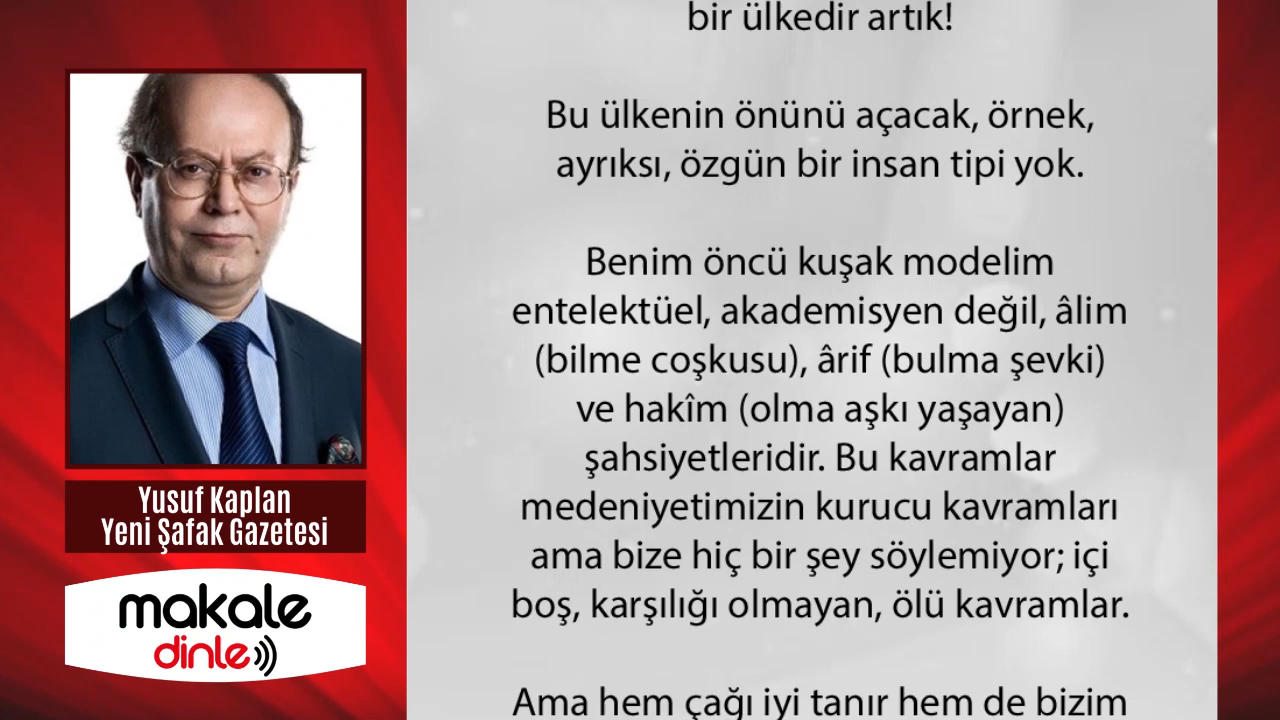 bir ülkedir artık!
Bu ülkenin önünü açacak, örnek,
ayrıksı, özgün bir insan tipi yok.
Benim öncü kuşak modelim
entelektüel, akademisyen değil, âlim
(bilme coşkusu), ârif (bulma şevki)
ve hakîm (olma aşkı yaşayan)
şahsiyetleridir. Bu kavramlar
medeniyetimizin kurucu kavramları
ama bize hiç bir şey söylemiyor; içi
boş, karşılığı olmayan, ölü kavramlar.
Ama hem çağı iyi tanır hem de bizim
Yusuf Kaplan
Yeni Şafak Gazetesi
makale
dinle